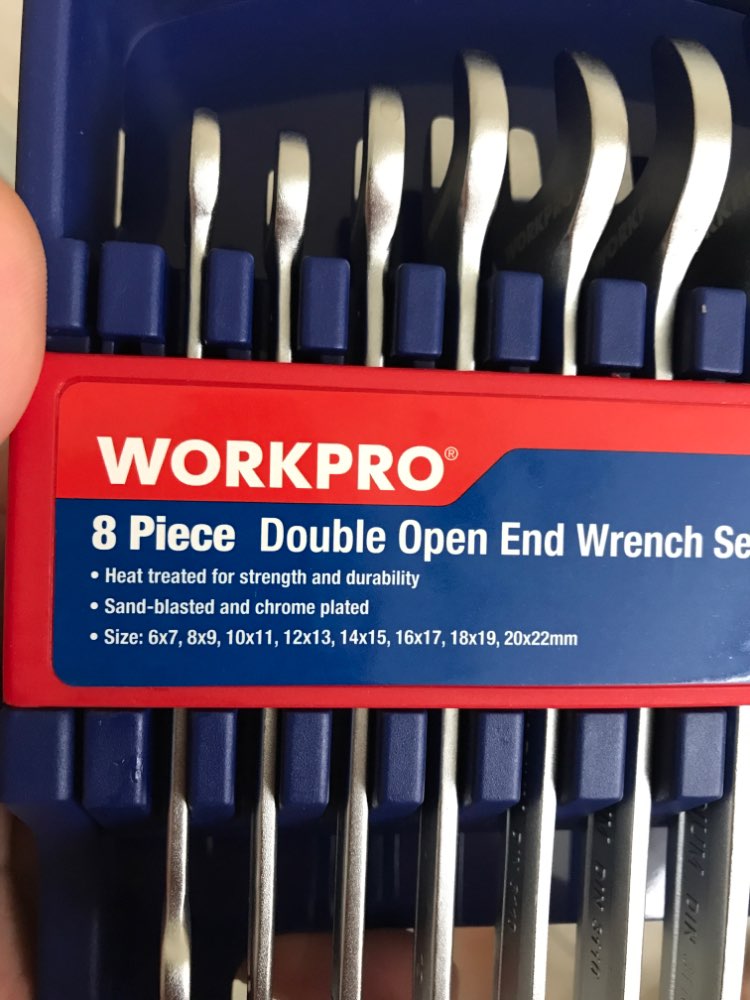 WORKPRO
WORKPRO®
8 Piece Double Open End Wrench Se
• Heat treated for strength and durability
• Sand-blasted and chrome plated
• Size: 6x7, 8x9, 10x11, 12x13, 14x15, 16x17, 18x19, 20x22mm